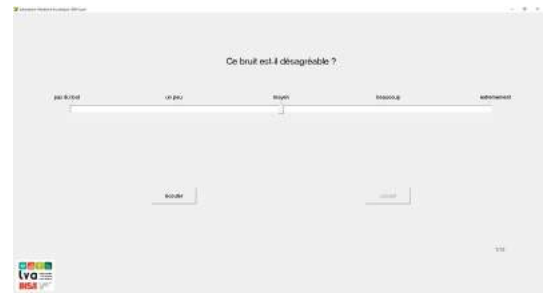 Ce bruit est-il désagréable ?
pas du tout un peu moyen beaucoup extrêmement
écouter
lva
INSA